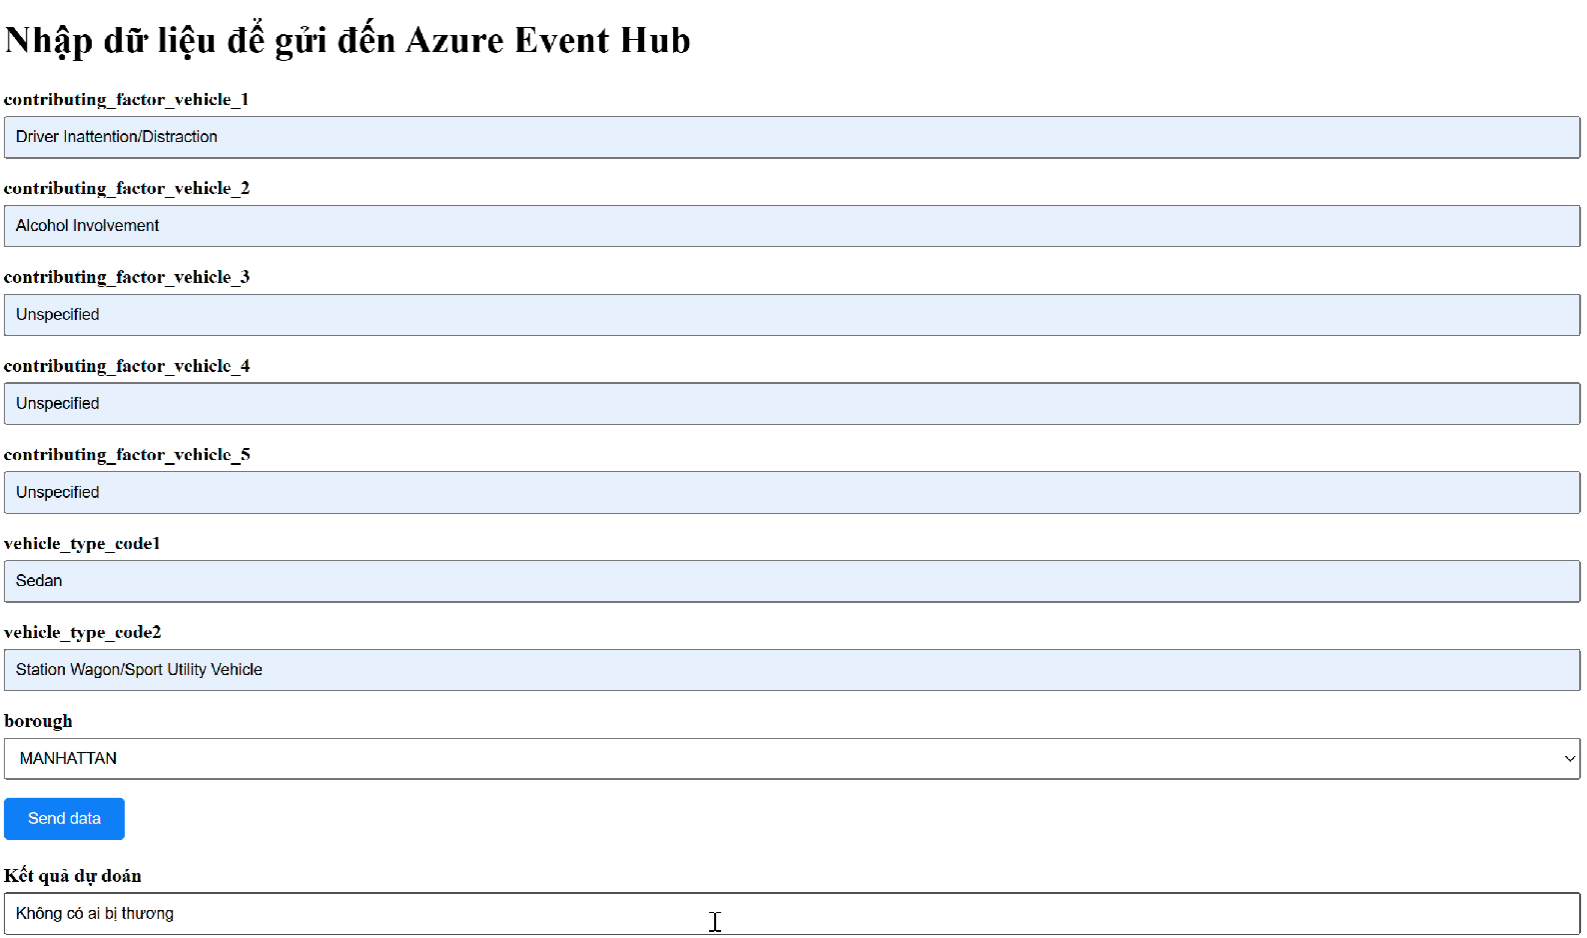 Nhập dữ liệu để gửi đến Azure Event Hub
contributing_factor_vehicle_1
Driver Inattention/Distraction
contributing_factor_vehicle_2
Alcohol Involvement
contributing_factor_vehicle_3
Unspecified
contributing_factor_vehicle_4
Unspecified
contributing_factor_vehicle_5
Unspecified
vehicle_type_code1
Sedan
vehicle_type_code2
Station Wagon/Sport Utility Vehicle
borough
MANHATTAN
Send data
Kết quả dự đoán
Không có ai bị thương